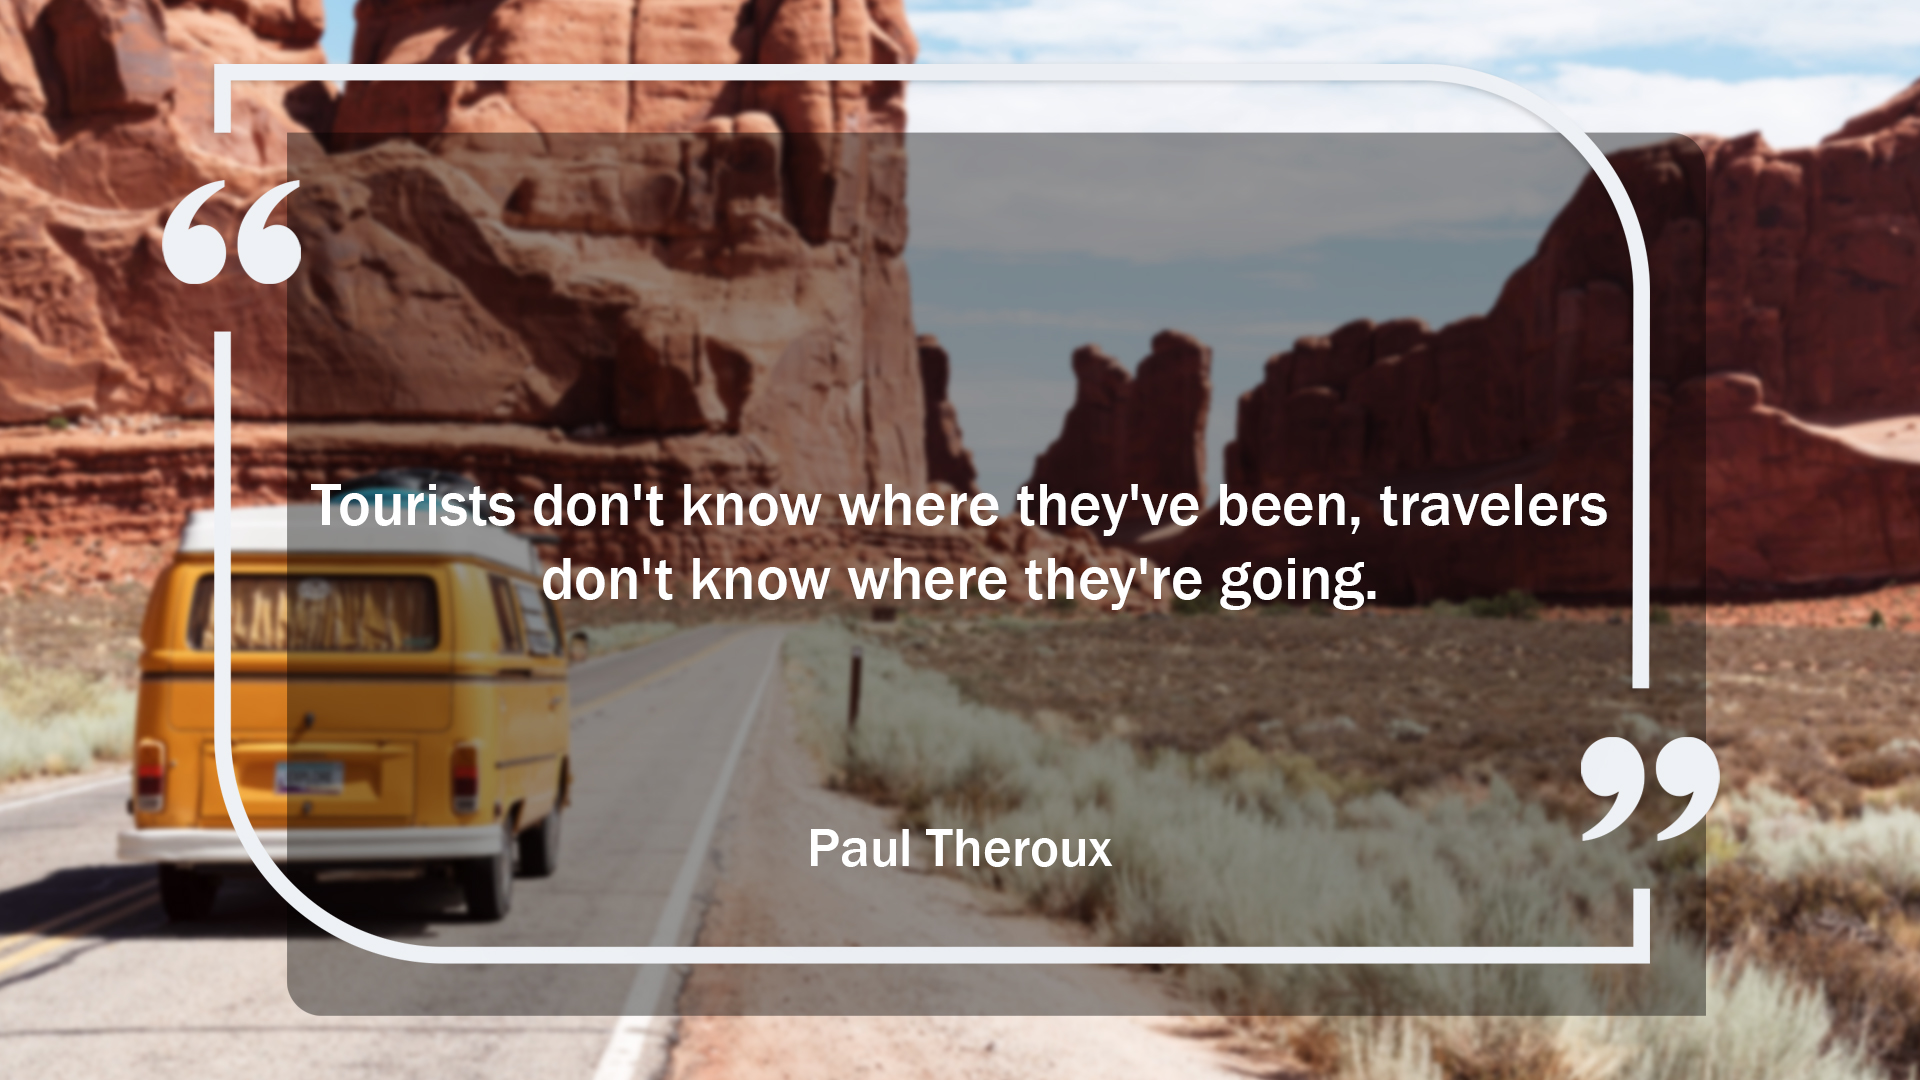 “
Tourists don't know where they've been, travelers
don't know where they're going.
”
Paul Theroux